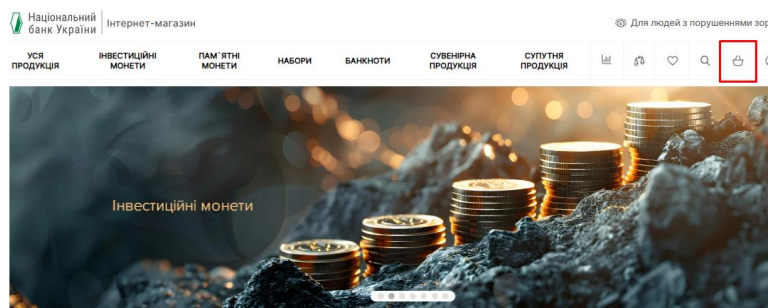 Національний
банк України
Інтернет-магазин
Для людей з порушеннями зор
УСЯ
ПРОДУКЦІЯ
ІНВЕСТИЦІЙНІ
МОНЕТИ
ПАМ`ЯТНІ
МОНЕТИ
НАБОРИ
БАНКНОТИ
СУВЕНІРНА
ПРОДУКЦІЯ
СУПУТНЯ
ПРОДУКЦІЯ
Інвестиційні монети